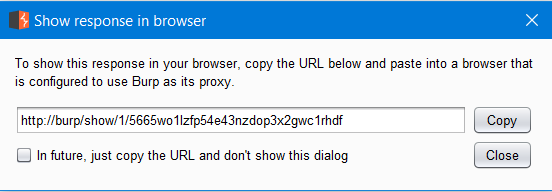 Show response in browser
To show this response in your browser, copy the URL below and paste into a browser that
is configured to use Burp as its proxy.
http://burp/show/1/5665wo1lzfp54e43nzdop3x2gwc1rhdf
Copy
In future, just copy the URL and don't show this dialog
Close